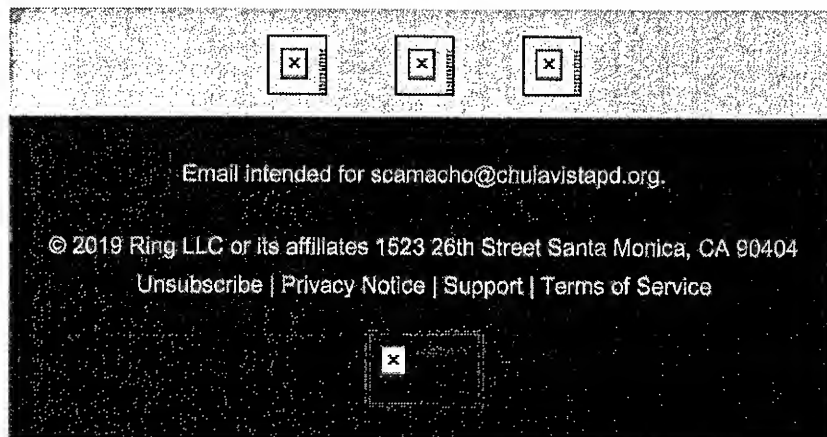 Email intended for scamacho@chulavistapd.org.
© 2019 Ring LLC or its affiliates 1523 26th Street Santa Monica, CA 90404
Unsubscribe | Privacy Notice | Support | Terms of Service